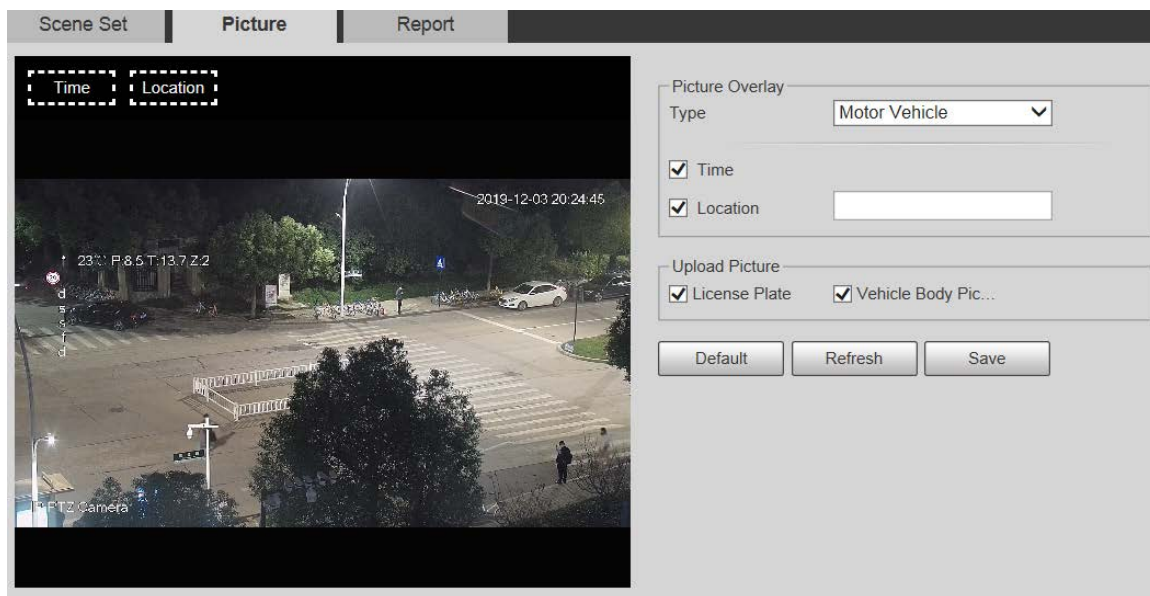 Scene Set
Picture
Report
Time
Location
2019-12-03 20:24:45
23℃ P:8.5 T:13.7 Z:2
d
s
s
f
d
PTZ Camera
Picture Overlay
Type
Motor Vehicle
Time
Location
Upload Picture
License Plate
Vehicle Body Pic...
Default
Refresh
Save